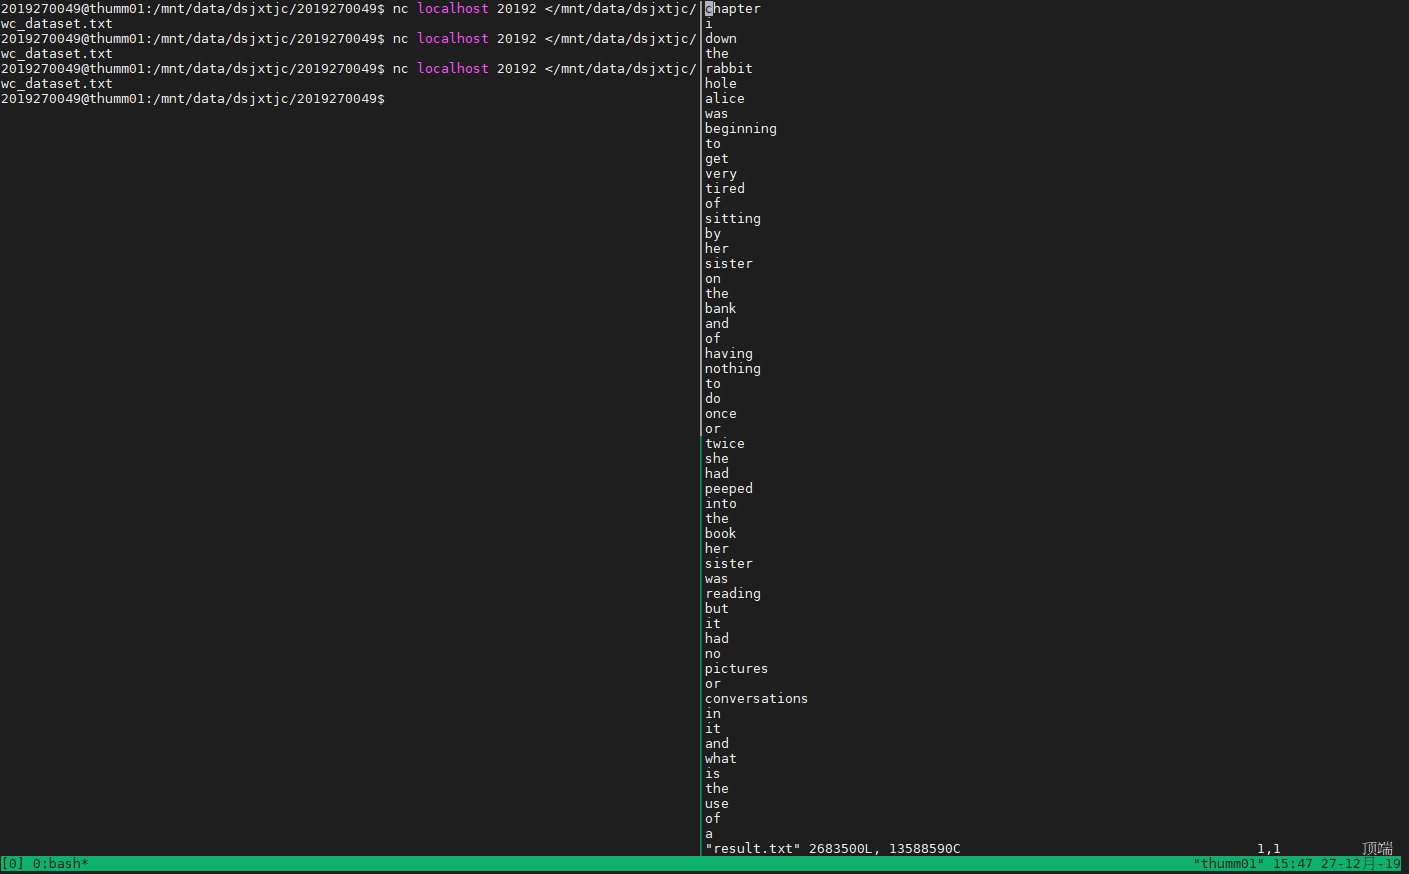 2019270049@thumm01:/mnt/data/dsjxtjc/2019270049$ nc localhost 20192 </mnt/data/dsjxtjc/
wc_dataset.txt
2019270049@thumm01:/mnt/data/dsjxtjc/2019270049$ nc localhost 20192 </mnt/data/dsjxtjc/
wc_dataset.txt
2019270049@thumm01:/mnt/data/dsjxtjc/2019270049$ nc localhost 20192 </mnt/data/dsjxtjc/
wc_dataset.txt
2019270049@thumm01:/mnt/data/dsjxtjc/2019270049$
chapter
i
down
the
rabbit
hole
alice
was
beginning
to
get
very
tired
of
sitting
by
her
sister
on
the
bank
and
of
having
nothing
to
do
once
or
twice
she
had
peeped
into
the
book
her
sister
was
reading
but
it
had
no
pictures
or
conversations
in
it
and
what
is
the
use
of
a
"result.txt" 2683500L, 13588590C 1,1 顶端
[0] 0:bash* "thumm01" 15:47 27-12月-19